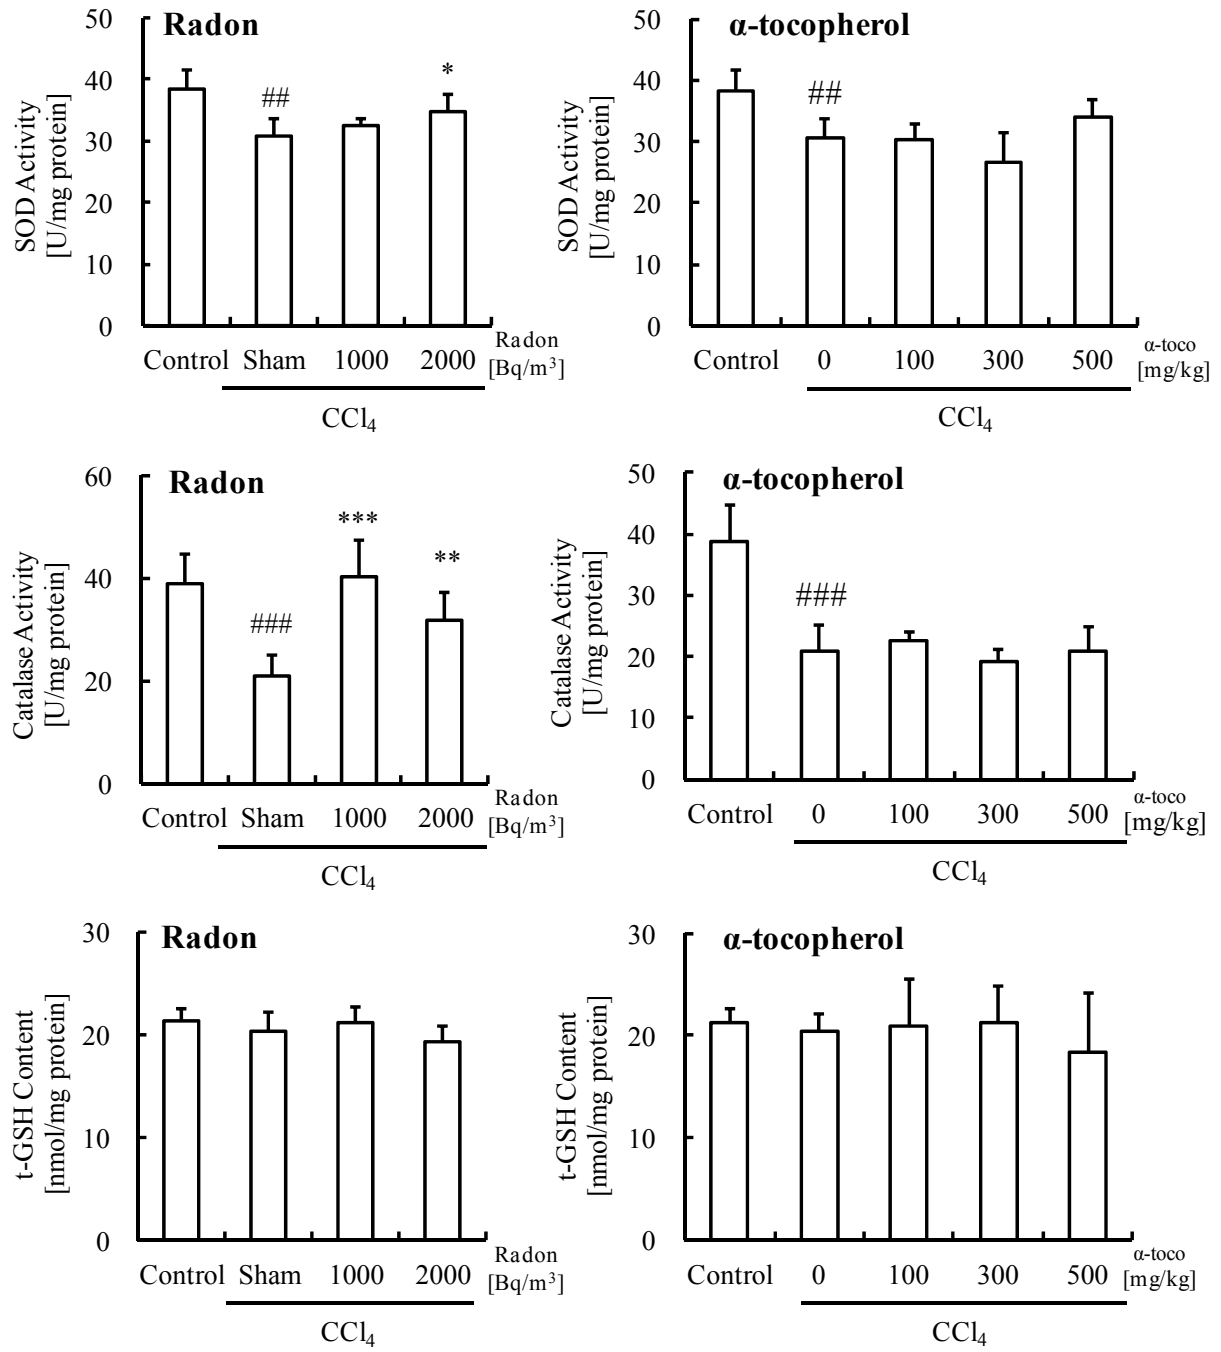 Radon
SOD Activity
[U/mg protein]
50
40
30
20
10
0
##
*
Control Sham 1000 2000
Radon
[Bq/m³]
CCl₄
α-tocopherol
SOD Activity
[U/mg protein]
50
40
30
20
10
0
##
Control 0 100 300 500
α-toco
[mg/kg]
CCl₄
Radon
Catalase Activity
[U/mg protein]
60
40
20
0
###
***
**
Control Sham 1000 2000
Radon
[Bq/m³]
CCl₄
α-tocopherol
Catalase Activity
[U/mg protein]
50
40
30
20
10
0
###
Control 0 100 300 500
α-toco
[mg/kg]
CCl₄
Radon
t-GSH Content
[nmol/mg protein]
30
20
10
0
Control Sham 1000 2000
Radon
[Bq/m³]
CCl₄
α-tocopherol
t-GSH Content
[nmol/mg protein]
30
20
10
0
Control 0 100 300 500
α-toco
[mg/kg]
CCl₄